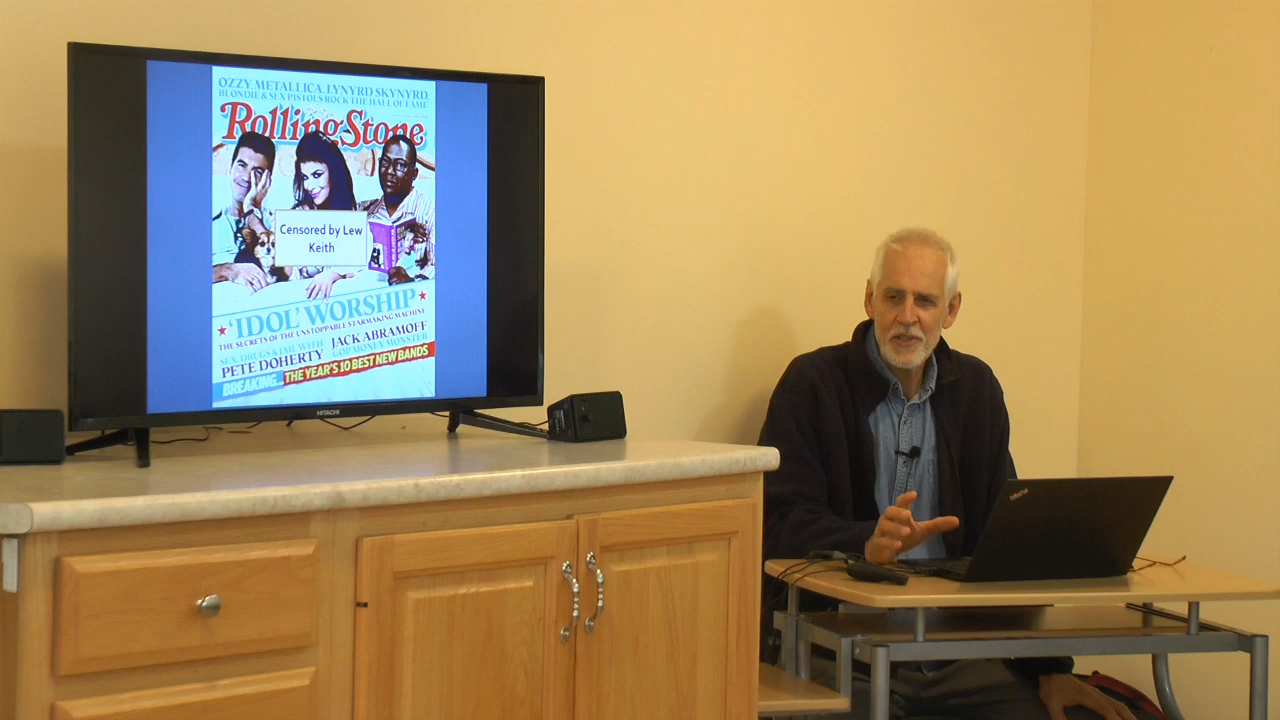 OZZY, METALLICA, LYNYRD SKYNYRD,
BLONDIE & SEX PISTOLS ROCK THE HALL OF FAME
RollingStone
Censored by Lew
Keith
'IDOL' WORSHIP
THE SECRETS OF THE UNSTOPPABLE STARMAKING MACHINE
SEX, DRUGS & JAIL WITH
PETE DOHERTY
JACK ABRAMOFF
GOP MONEY MONSTER
BREAKING... THE YEAR'S 10 BEST NEW BANDS
HITACHI
ThinkPad